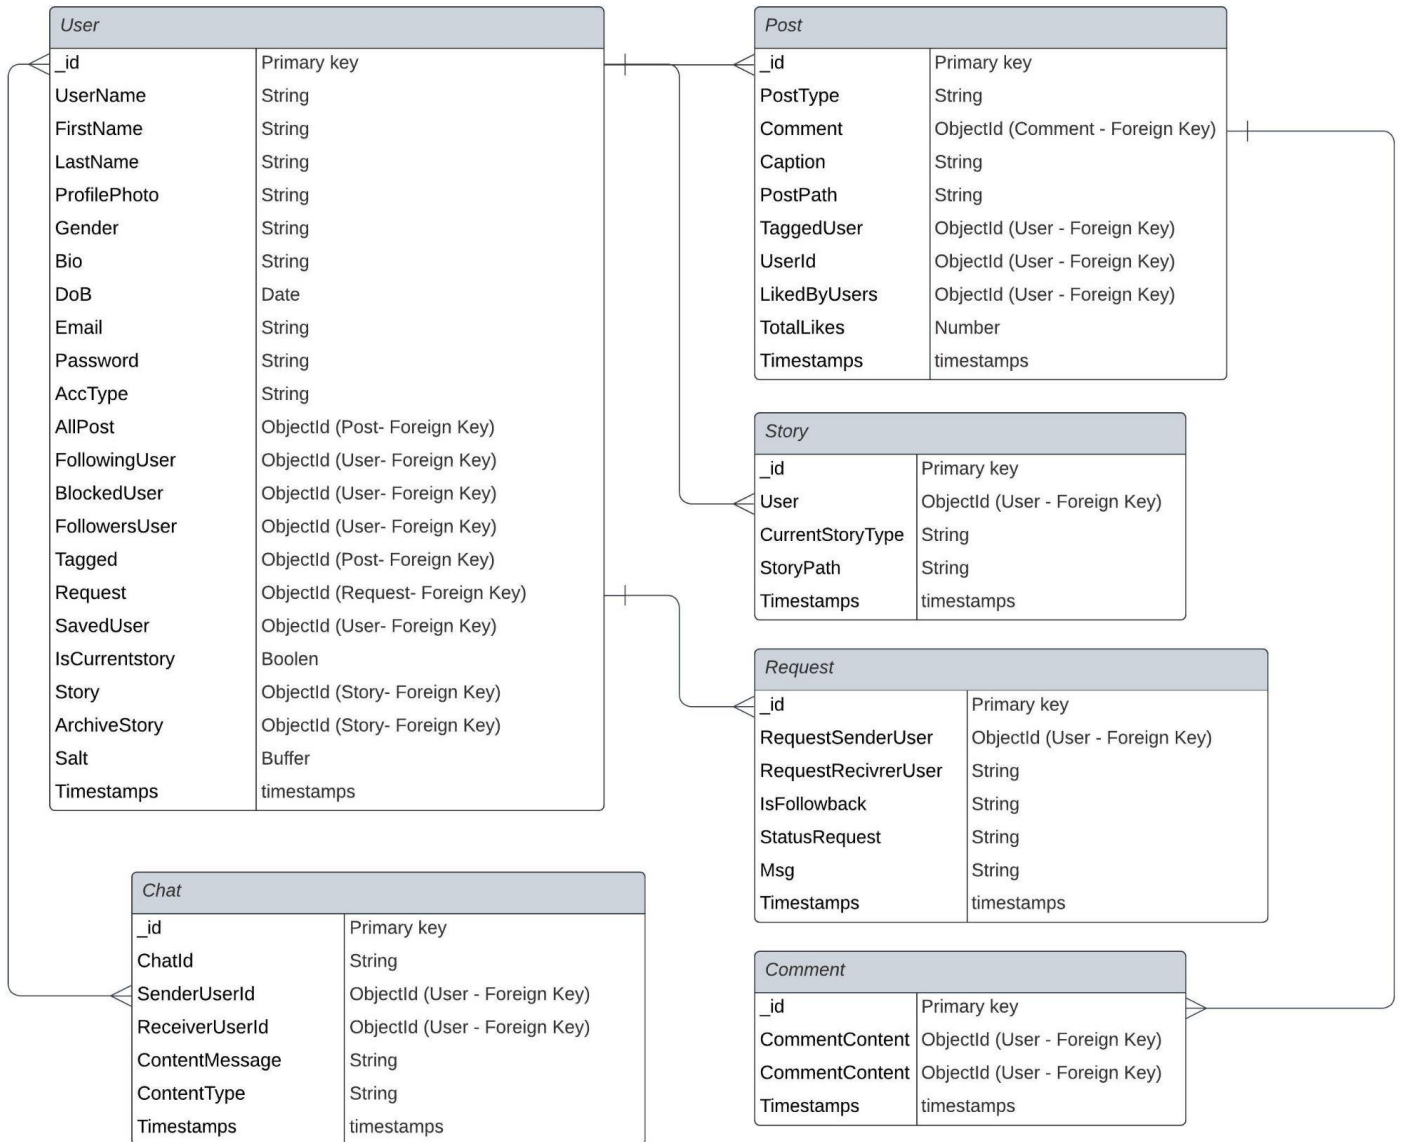 User
_id Primary key
UserName String
FirstName String
LastName String
ProfilePhoto String
Gender String
Bio String
DoB Date
Email String
Password String
AccType String
AllPost ObjectId (Post- Foreign Key)
FollowingUser ObjectId (User- Foreign Key)
BlockedUser ObjectId (User- Foreign Key)
FollowersUser ObjectId (User- Foreign Key)
Tagged ObjectId (Post- Foreign Key)
Request ObjectId (Request- Foreign Key)
SavedUser ObjectId (User- Foreign Key)
IsCurrentstory Boolen
Story ObjectId (Story- Foreign Key)
ArchiveStory ObjectId (Story- Foreign Key)
Salt Buffer
Timestamps timestamps
Post
_id Primary key
PostType String
Comment ObjectId (Comment - Foreign Key)
Caption String
PostPath String
TaggedUser ObjectId (User - Foreign Key)
UserId ObjectId (User - Foreign Key)
LikedByUsers ObjectId (User - Foreign Key)
TotalLikes Number
Timestamps timestamps
Story
_id Primary key
User ObjectId (User - Foreign Key)
CurrentStoryType String
StoryPath String
Timestamps timestamps
Request
_id Primary key
RequestSenderUser ObjectId (User - Foreign Key)
RequestRecivrerUser String
IsFollowback String
StatusRequest String
Msg String
Timestamps timestamps
Chat
_id Primary key
ChatId String
SenderUserId ObjectId (User - Foreign Key)
ReceiverUserId ObjectId (User - Foreign Key)
ContentMessage String
ContentType String
Timestamps timestamps
Comment
_id Primary key
CommentContent ObjectId (User - Foreign Key)
CommentContent ObjectId (User - Foreign Key)
Timestamps timestamps